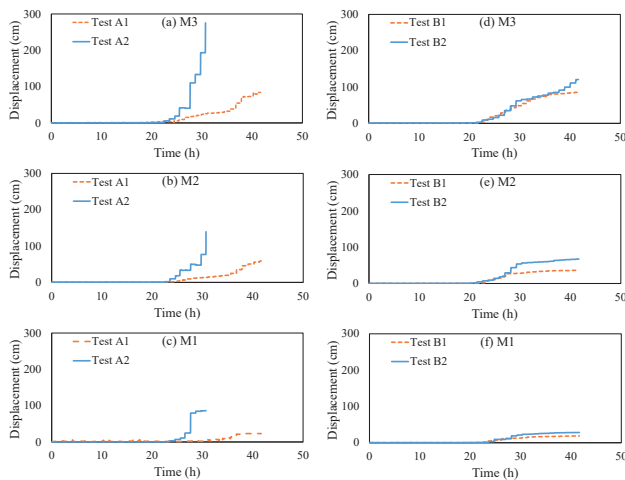 Displacement (cm)
300
200
100
0
Test A1
Test A2
(a) M3
0 10 20 30 40 50
Time (h)
Displacement (cm)
300
200
100
0
Test B1
Test B2
(d) M3
0 10 20 30 40 50
Time (h)
Displacement (cm)
300
200
100
0
Test A1
Test A2
(b) M2
0 10 20 30 40 50
Time (h)
Displacement (cm)
300
200
100
0
Test B1
Test B2
(e) M2
0 10 20 30 40 50
Time (h)
Displacement (cm)
300
200
100
0
Test A1
Test A2
(c) M1
0 10 20 30 40 50
Time (h)
Displacement (cm)
300
200
100
0
Test B1
Test B2
(f) M1
0 10 20 30 40 50
Time (h)